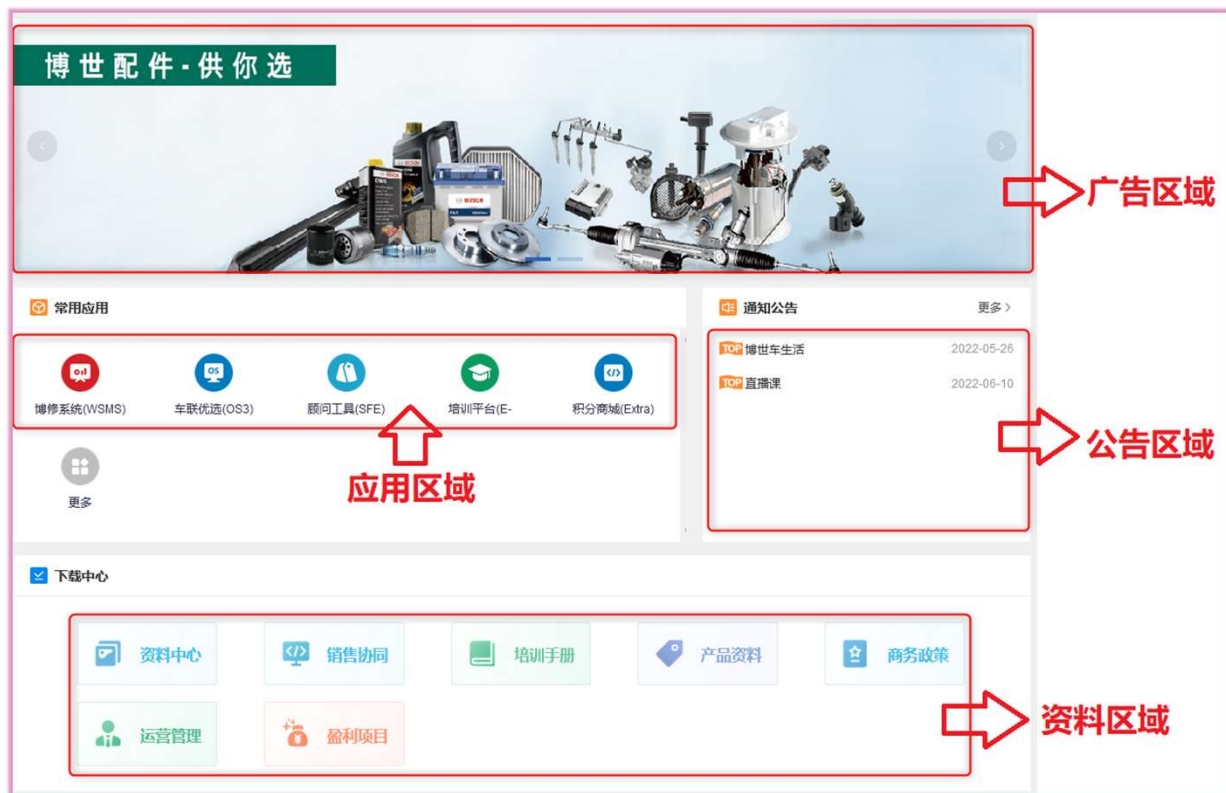 博世配件-供你选
BOSCH
BOSCH
广告区域
常用应用
通知公告
更多 >
TOP 博世车生活 2022-05-26
TOP 直播课 2022-06-10
OS
博修系统(WSMS)
车联优选(OS3)
顾问工具(SFE)
培训平台(E-
积分商城(Extra)
公告区域
应用区域
更多
下载中心
资料中心
销售协同
培训手册
产品资料
商务政策
资料区域
运营管理
盈利项目